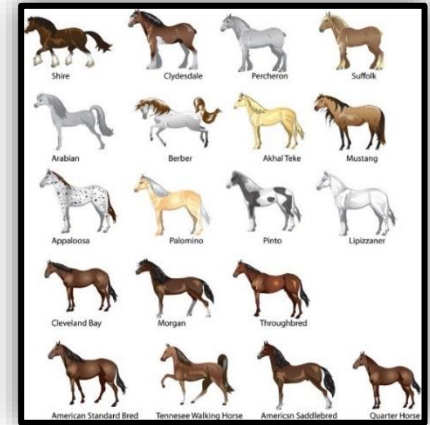 Shire Clydesdale Percheron Suffolk
Arabian Berber Akhal Teke Mustang
Appaloosa Palomino Pinto Lipizzaner
Cleveland Bay Morgan Throughbred
American Standard Bred Tennesee Walking Horse Americsn Saddlebred Quarter Horse